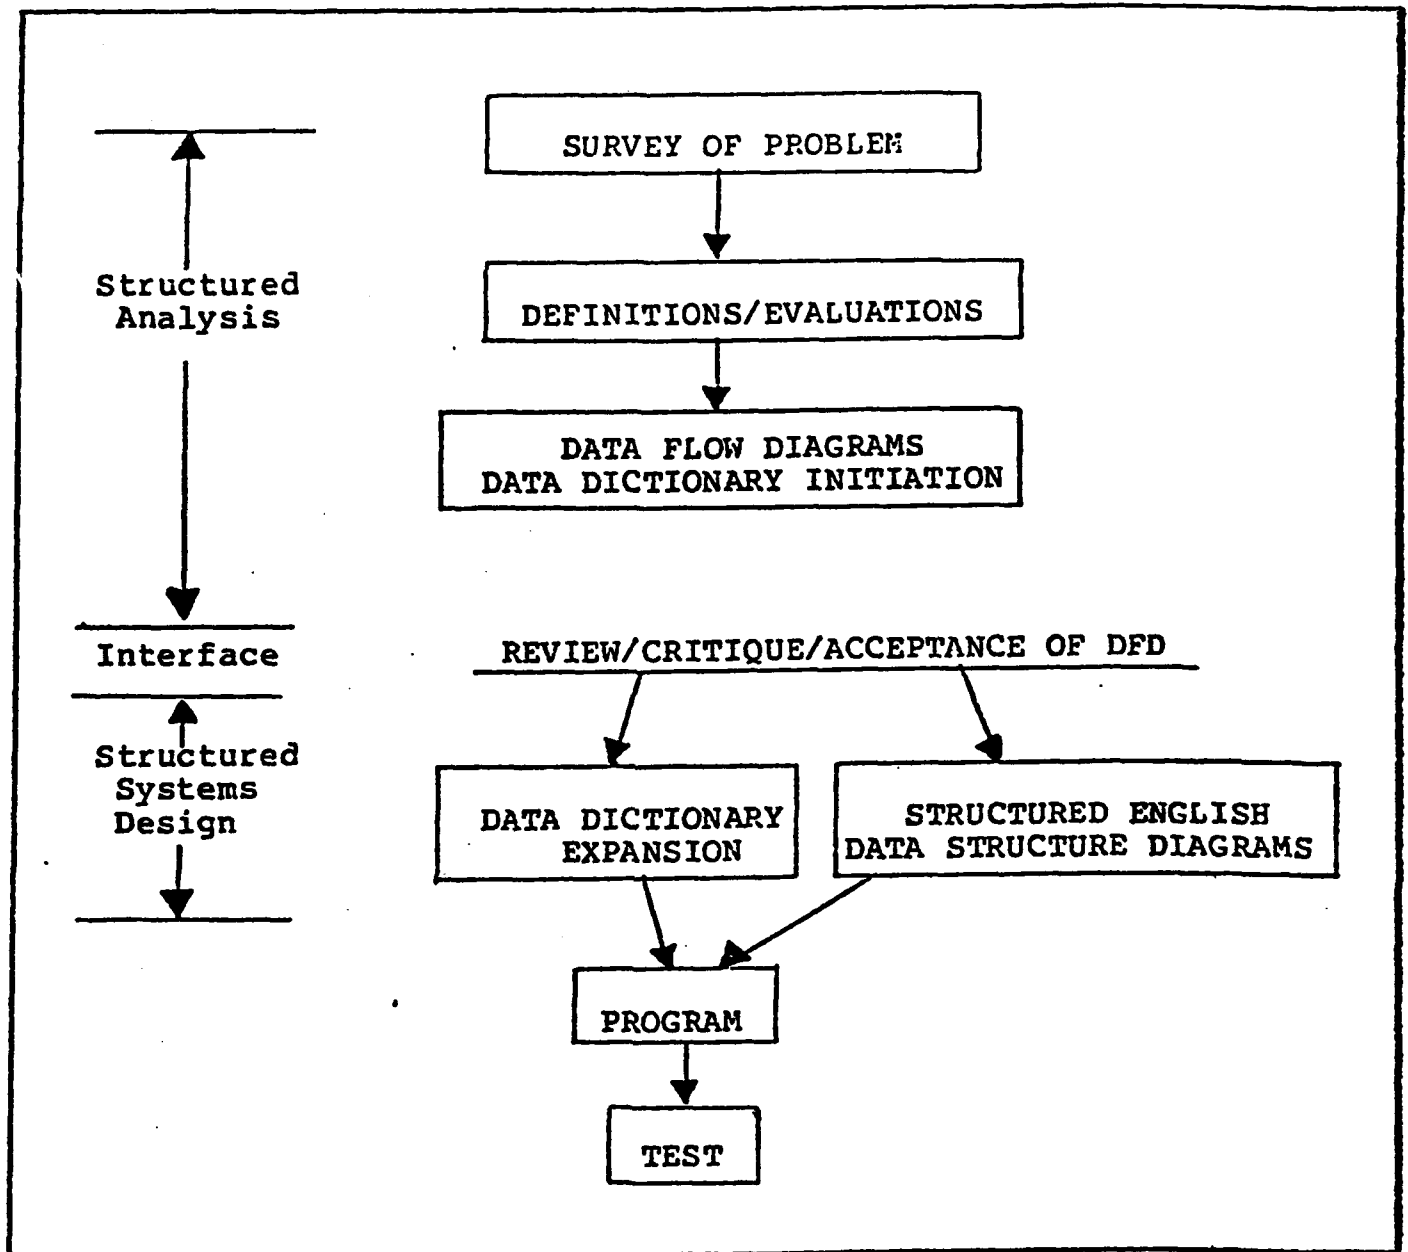 SURVEY OF PROBLEM
Structured
Analysis
DEFINITIONS/EVALUATIONS
DATA FLOW DIAGRAMS
DATA DICTIONARY INITIATION
Interface
REVIEW/CRITIQUE/ACCEPTANCE OF DFD
Structured
Systems
Design
DATA DICTIONARY
EXPANSION
STRUCTURED ENGLISH
DATA STRUCTURE DIAGRAMS
PROGRAM
TEST